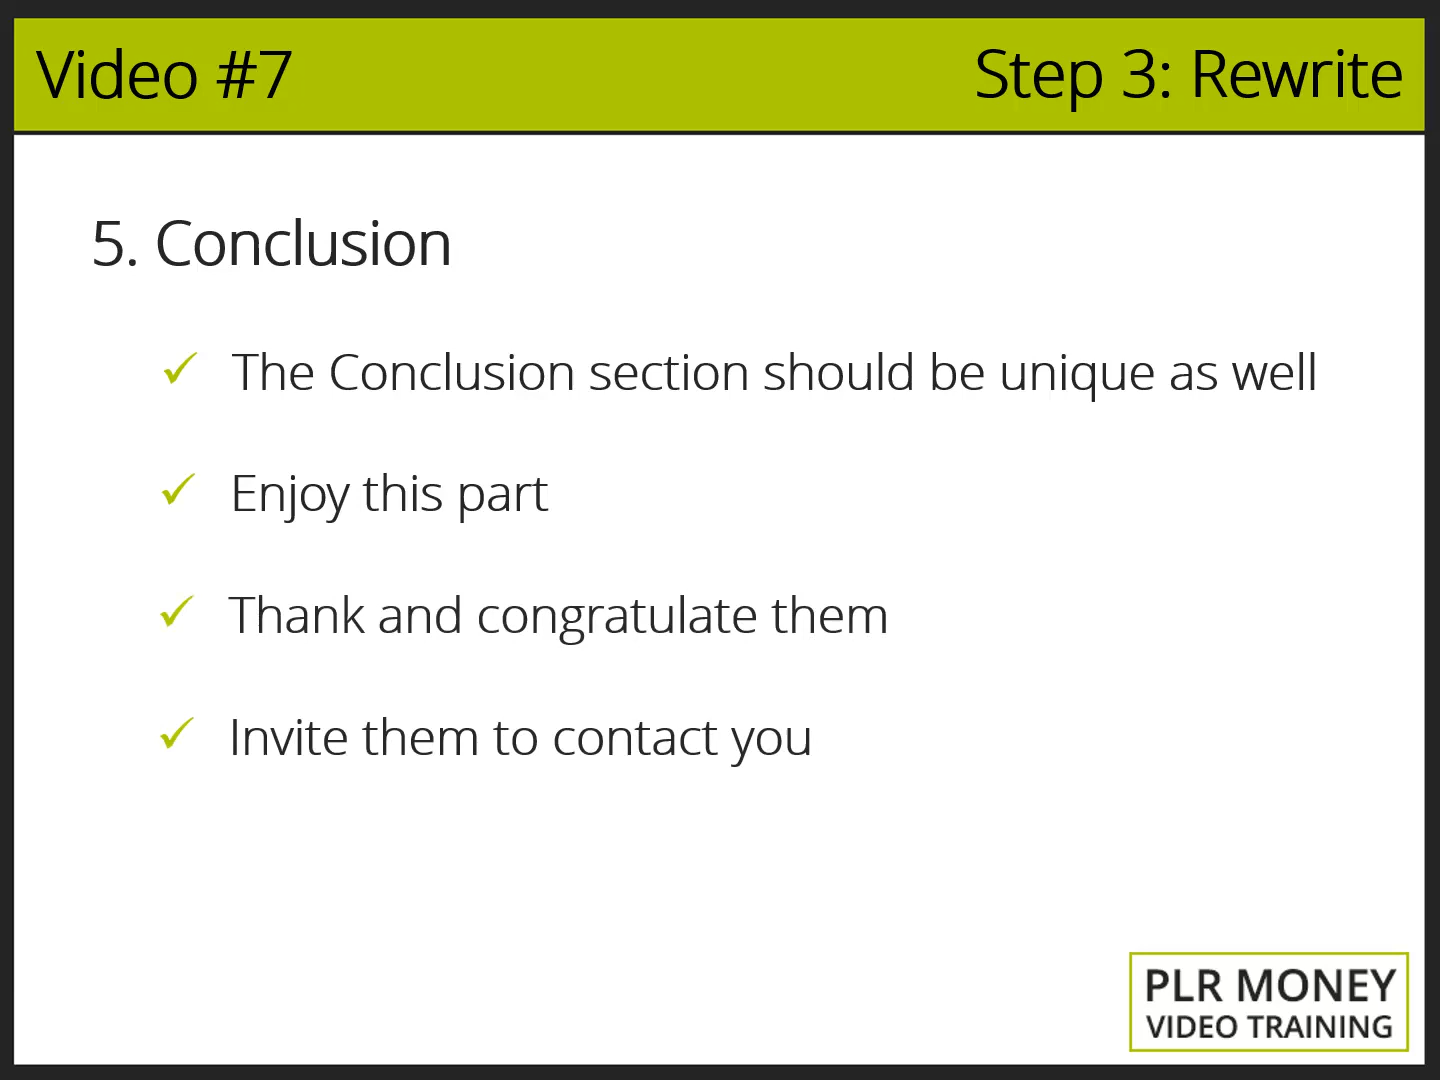 Video #7
Step 3: Rewrite
5. Conclusion
✓ The Conclusion section should be unique as well
✓ Enjoy this part
✓ Thank and congratulate them
✓ Invite them to contact you
PLR MONEY
VIDEO TRAINING